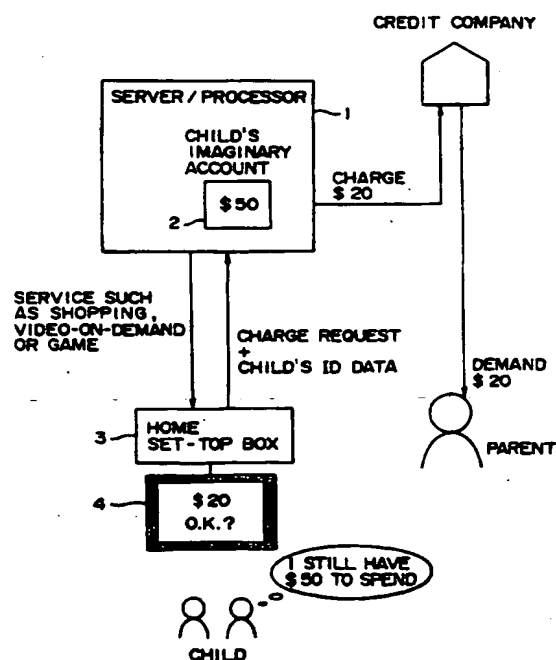 CREDIT COMPANY
SERVER / PROCESSOR
1
CHILD'S
IMAGINARY
ACCOUNT
2
$50
CHARGE
$20
SERVICE SUCH
AS SHOPPING,
VIDEO-ON-DEMAND
OR GAME
CHARGE REQUEST
+
CHILD'S ID DATA
DEMAND
$20
PARENT
3
HOME
SET-TOP BOX
4
$20
O.K.?
I STILL HAVE
$50 TO SPEND
CHILD